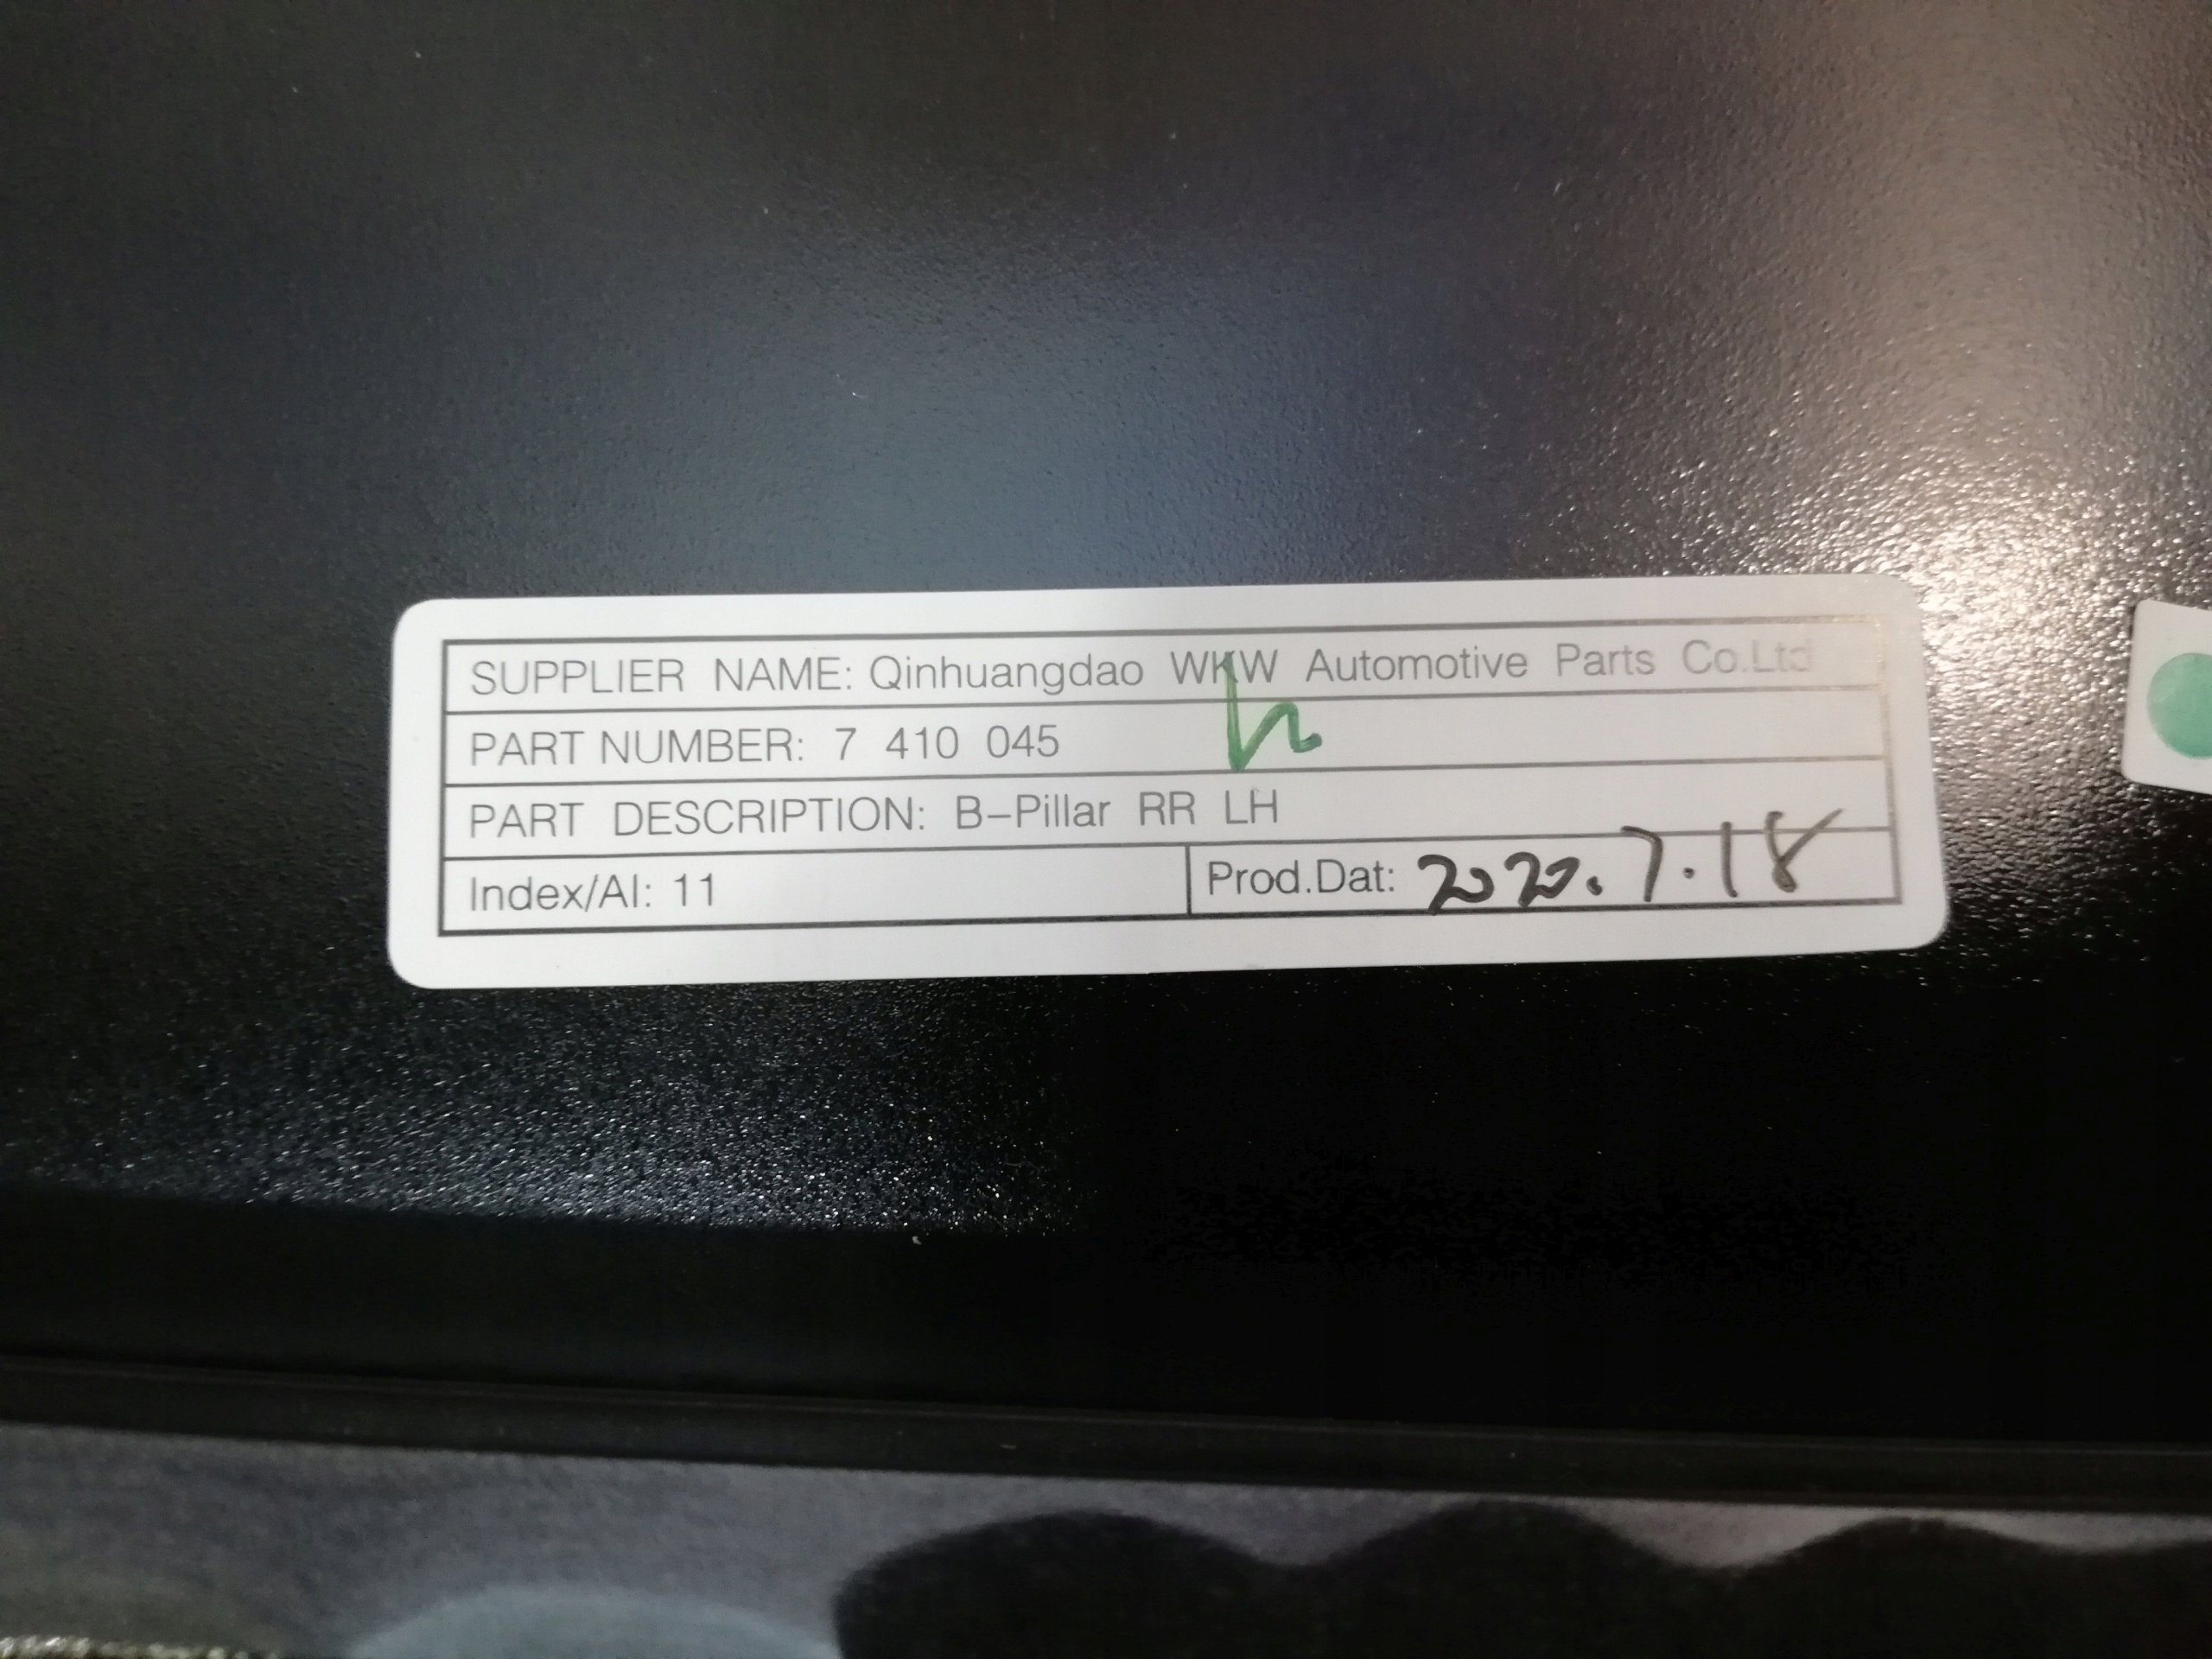 SUPPLIER NAME: Qinhuangdao WKW Automotive Parts Co.Ltd
PART NUMBER: 7 410 045
PART DESCRIPTION: B-Pillar RR LH
Index/AI: 11 Prod.Dat: 2020.7.18